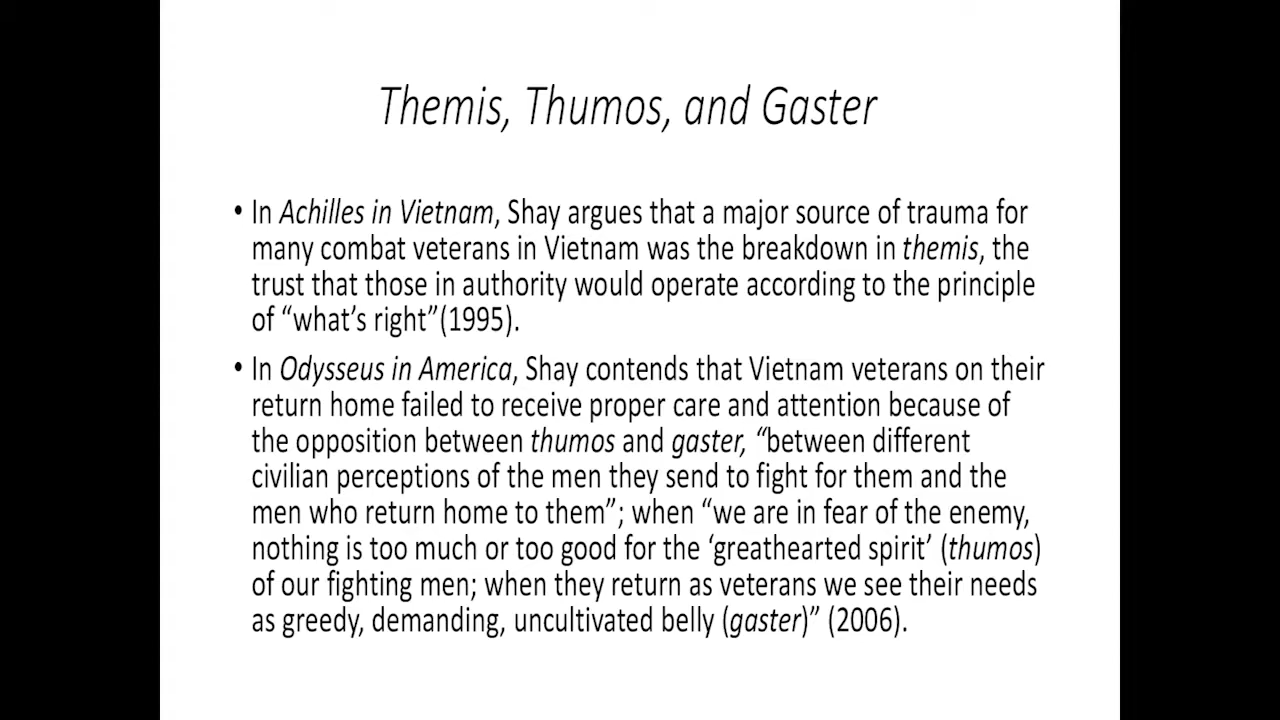 Themis, Thumos, and Gaster
• In Achilles in Vietnam, Shay argues that a major source of trauma for
many combat veterans in Vietnam was the breakdown in themis, the
trust that those in authority would operate according to the principle
of “what’s right”(1995).
• In Odysseus in America, Shay contends that Vietnam veterans on their
return home failed to receive proper care and attention because of
the opposition between thumos and gaster, “between different
civilian perceptions of the men they send to fight for them and the
men who return home to them”; when “we are in fear of the enemy,
nothing is too much or too good for the ‘greathearted spirit’ (thumos)
of our fighting men; when they return as veterans we see their needs
as greedy, demanding, uncultivated belly (gaster)” (2006).